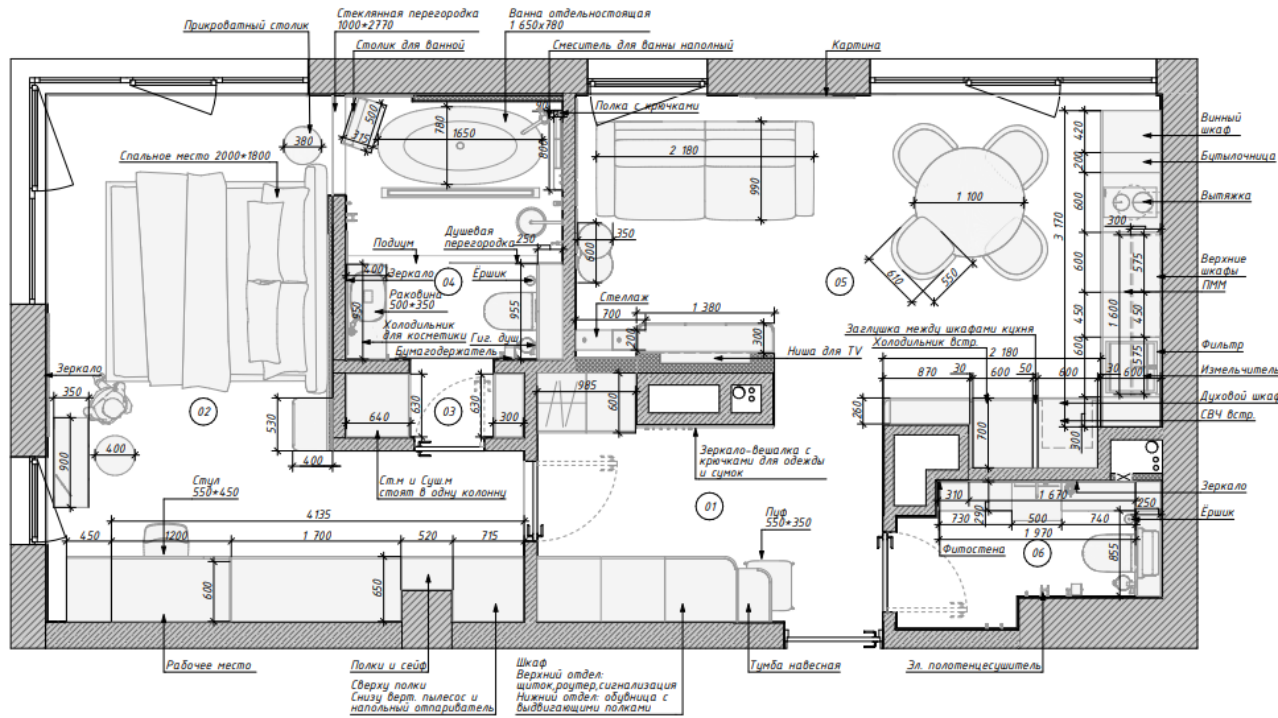 Прикроватный столик
Стеклянная перегородка
1000*2770
Столик для ванной
Ванна отдельностоящая
1 650х780
Смеситель для ванны наполный
Картина
Полка с крючками
Спальное место 2000*1800
380
315
500
780
1650
800
2 180
990
1 100
610
550
420
200
600
300
3 170
600
575
1 600
450
450
600
575
30
600
Винный
шкаф
Бутылочница
Вытяжка
Верхние
шкафы
ПММ
Фильтр
Измельчитель
Духовой шкаф
СВЧ встр.
Подиум
Душевая
перегородка
250
400
Зеркало
04
Ёршик
Раковина
500*350
950
955
Холодильник
для косметики
Гиг. душ
Бумагодержатель
350
600
Стеллаж
700
1 380
200
300
Ниша для TV
05
Заглушка между шкафами кухня
Холодильник встр.
2 180
870
30
600
50
600
260
700
300
Зеркало
350
02
900
400
530
400
640
630
03
630
300
985
600
Ст.м и Суш.м
стоят в одну колонну
Зеркало-вешалка с
крючками для одежды
и сумок
01
Стул
550*450
4135
450
1200
1 700
520
715
600
650
Пуф
550*350
310
1 670
250
290
730
500
740
1 970
855
06
Фитостена
Зеркало
Ёршик
Рабочее место
Полки и сейф
Сверху полки
Снизу верт. пылесос и
напольный отпариватель
Шкаф
Верхний отдел:
щиток,роутер,сигнализация
Нижний отдел: обувница с
выдвигающими полками
Тумба навесная
Эл. полотенцесушитель